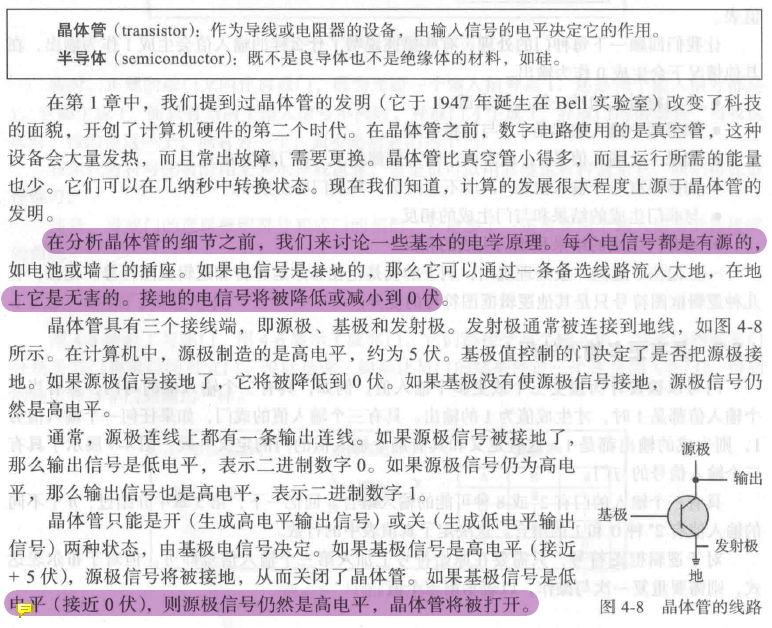 晶体管（transistor）：作为导线或电阻器的设备，由输入信号的电平决定它的作用。
半导体（semiconductor）：既不是良导体也不是绝缘体的材料，如硅。
在第 1 章中，我们提到过晶体管的发明（它于 1947 年诞生在 Bell 实验室）改变了科技
的面貌，开创了计算机硬件的第二个时代。在晶体管之前，数字电路使用的是真空管，这种
设备会大量发热，而且常出故障，需要更换。晶体管比真空管小得多，而且运行所需的能量
也少。它们可以在几纳秒中转换状态。现在我们知道，计算的发展很大程度上源于晶体管的
发明。
在分析晶体管的细节之前，我们来讨论一些基本的电学原理。每个电信号都是有源的，
如电池或墙上的插座。如果电信号是接地的，那么它可以通过一条备选线路流入大地，在地
上它是无害的。接地的电信号将被降低或减小到 0 伏。
晶体管具有三个接线端，即源极、基极和发射极。发射极通常被连接到地线，如图 4-8
所示。在计算机中，源极制造的是高电平，约为 5 伏。基极值控制的门决定了是否把源极接
地。如果源极信号接地了，它将被降低到 0 伏。如果基极没有使源极信号接地，源极信号仍
然是高电平。
通常，源极连线上都有一条输出连线。如果源极信号被接地了，
那么输出信号是低电平，表示二进制数字 0。如果源极信号仍为高电
平，那么输出信号也是高电平，表示二进制数字 1。
晶体管只能是开（生成高电平输出信号）或关（生成低电平输出
信号）两种状态，由基极电信号决定。如果基极信号是高电平（接近
+ 5 伏），源极信号将被接地，从而关闭了晶体管。如果基极信号是低
电平（接近 0 伏），则源极信号仍然是高电平，晶体管将被打开。
源极
输出
基极
发射极
地
图 4-8 晶体管的线路